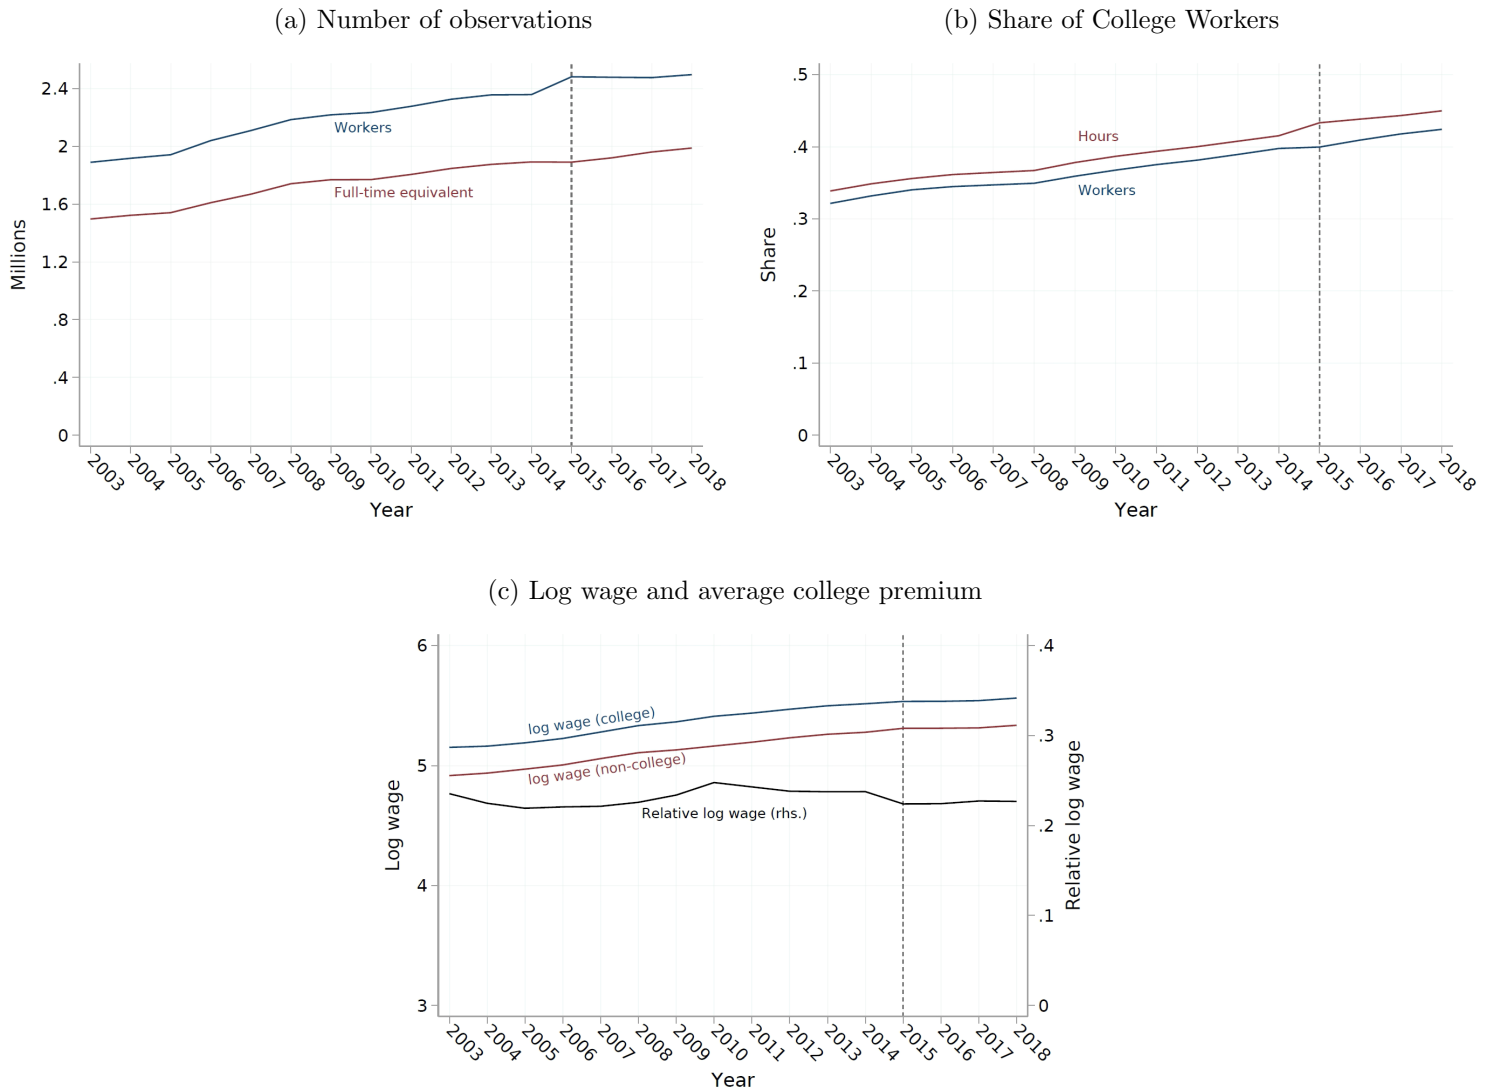 (a) Number of observations
Millions
2.4
2
1.6
1.2
.8
.4
0
Workers
Full-time equivalent
2003 2004 2005 2006 2007 2008 2009 2010 2011 2012 2013 2014 2015 2016 2017 2018
Year
(b) Share of College Workers
Share
.5
.4
.3
.2
.1
0
Hours
Workers
2003 2004 2005 2006 2007 2008 2009 2010 2011 2012 2013 2014 2015 2016 2017 2018
Year
(c) Log wage and average college premium
Log wage
6
5
4
3
log wage (college)
log wage (non-college)
Relative log wage (rhs.)
.4
.3
.2
.1
0
Relative log wage
2003 2004 2005 2006 2007 2008 2009 2010 2011 2012 2013 2014 2015 2016 2017 2018
Year